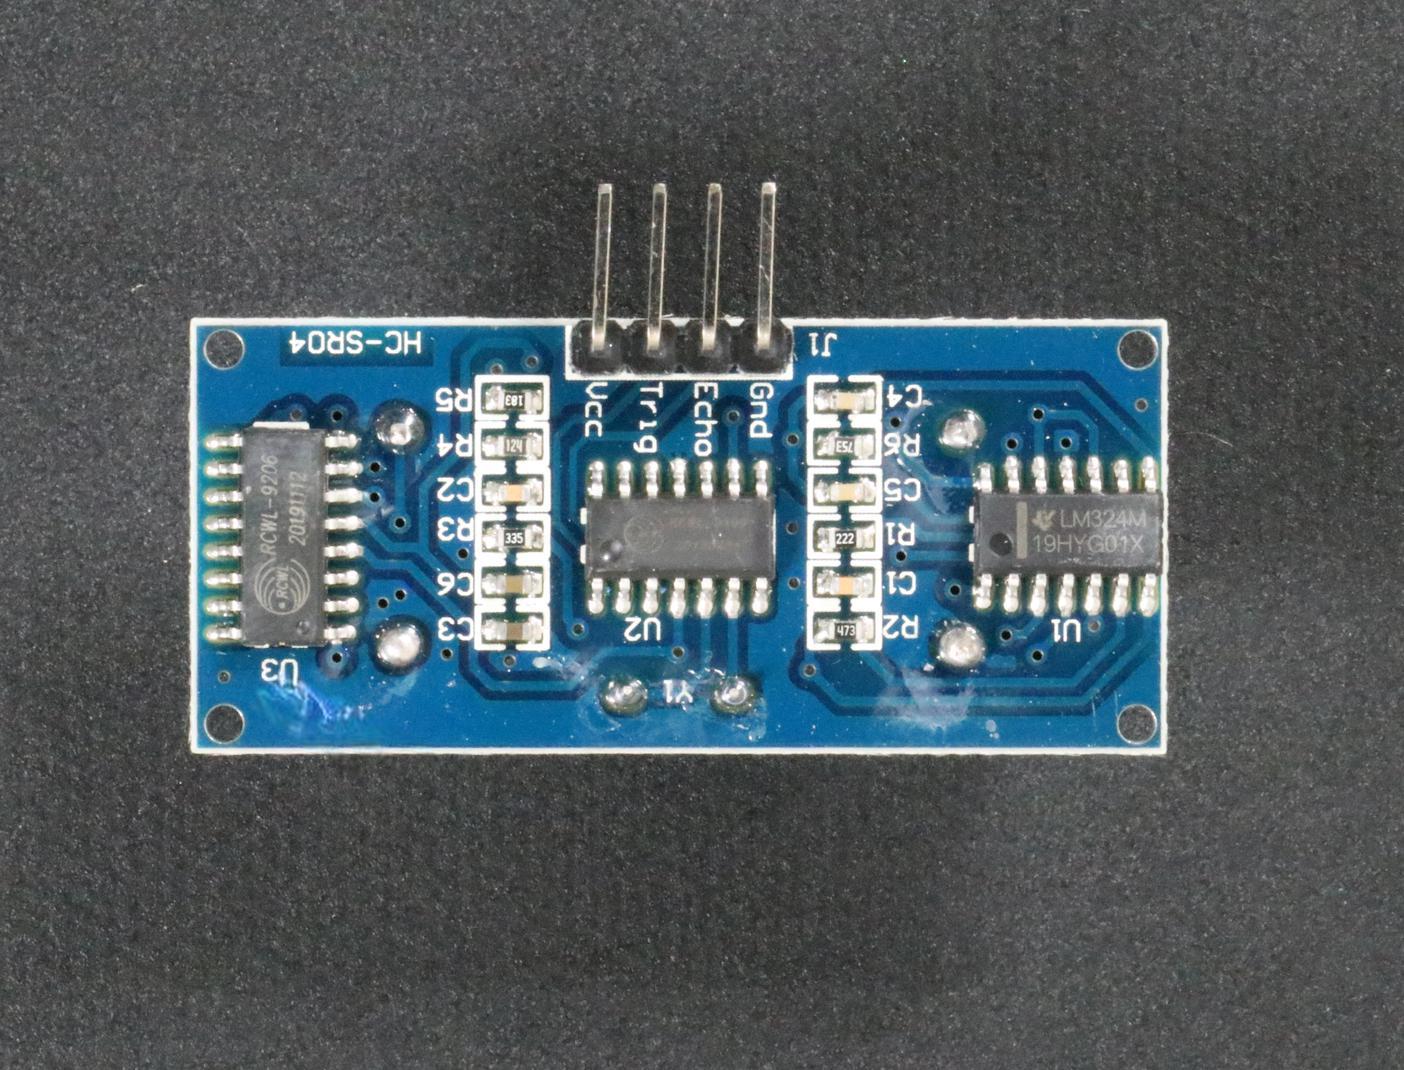 HC-SR04
J1
Vcc
Trig
Echo
Gnd
R5
183
R4
124
C2
R3
335
C6
C3
C4
R6
753
C5
R1
222
C1
R2
473
RCWL-9206
20191112
RCWL
U3
U2
LM324M
19HYG01X
U1
Y1